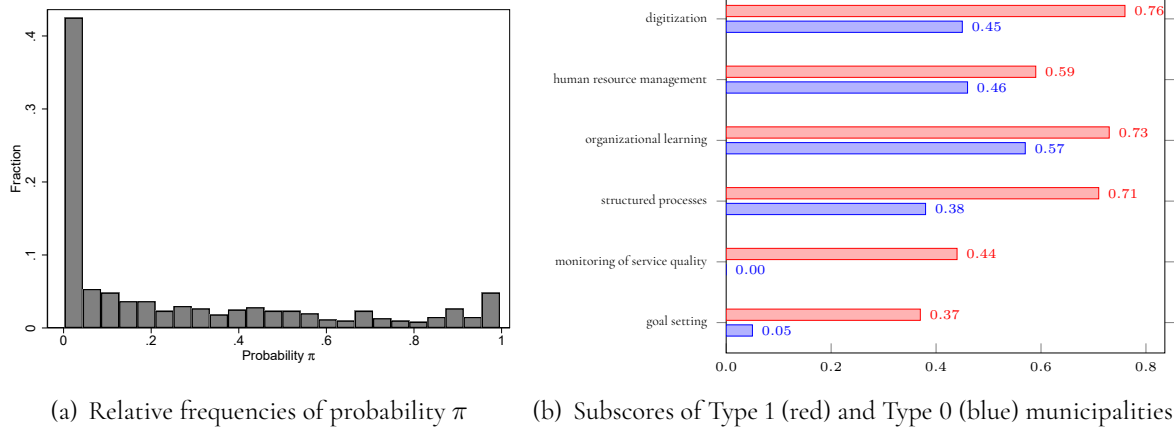 Fraction
.4
.3
.2
.1
0
0 .2 .4 .6 .8 1
Probability π
digitization 0.76
0.45
human resource management 0.59
0.46
organizational learning 0.73
0.57
structured processes 0.71
0.38
monitoring of service quality 0.44
0.00
goal setting 0.37
0.05
0.0 0.2 0.4 0.6 0.8
(a) Relative frequencies of probability π
(b) Subscores of Type 1 (red) and Type 0 (blue) municipalities